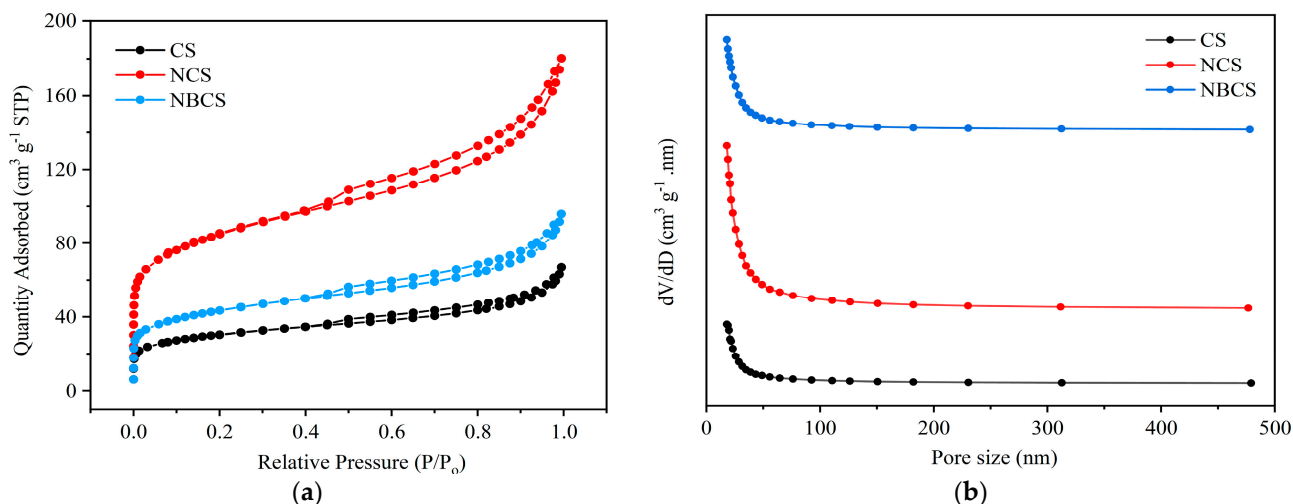 200
160
120
80
40
0
Quantity Adsorbed (cm³ g⁻¹ STP)
CS
NCS
NBCS
0.0 0.2 0.4 0.6 0.8 1.0
Relative Pressure (P/Pₒ)
(a)
dV/dD (cm³ g⁻¹ .nm)
CS
NCS
NBCS
0 100 200 300 400 500
Pore size (nm)
(b)